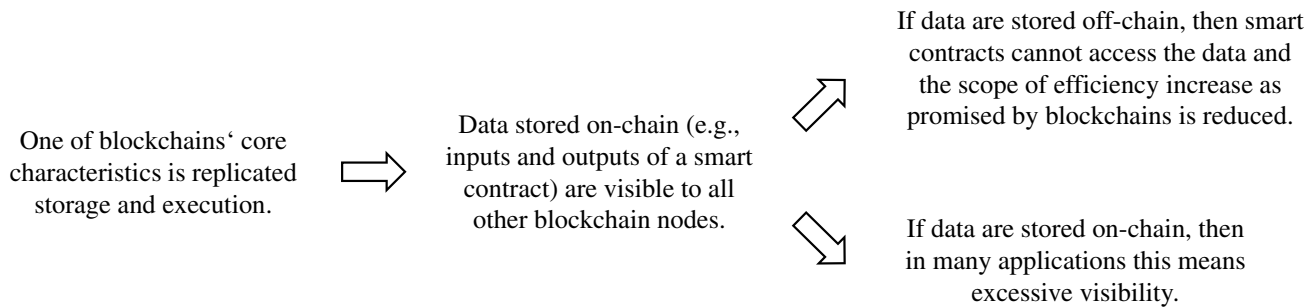 One of blockchains‘ core
characteristics is replicated
storage and execution.
Data stored on-chain (e.g.,
inputs and outputs of a smart
contract) are visible to all
other blockchain nodes.
If data are stored off-chain, then smart
contracts cannot access the data and
the scope of efficiency increase as
promised by blockchains is reduced.
If data are stored on-chain, then
in many applications this means
excessive visibility.